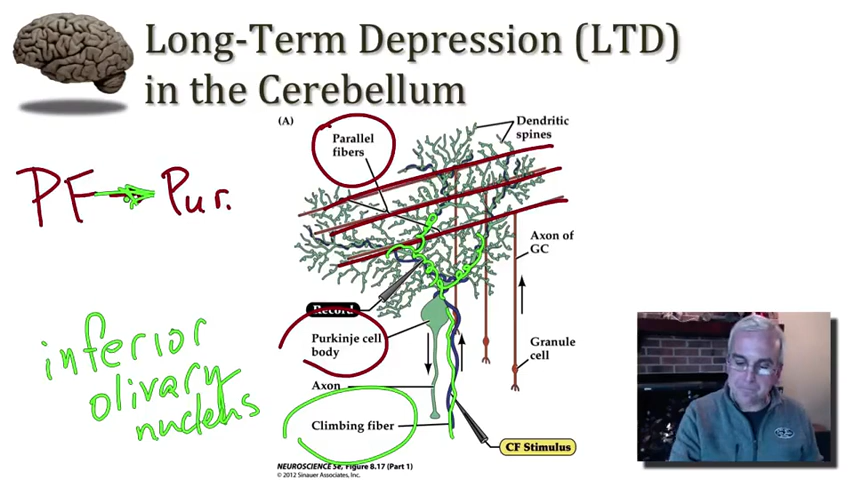 Long-Term Depression (LTD)
in the Cerebellum
(A)
Parallel
fibers
Dendritic
spines
PF → Pur.
Axon of
GC
Record
Purkinje cell
body
Granule
cell
inferior
olivary
nucleus
Axon
Climbing fiber
CF Stimulus
NEUROSCIENCE 5e, Figure 8.17 (Part 1)
© 2012 Sinauer Associates, Inc.